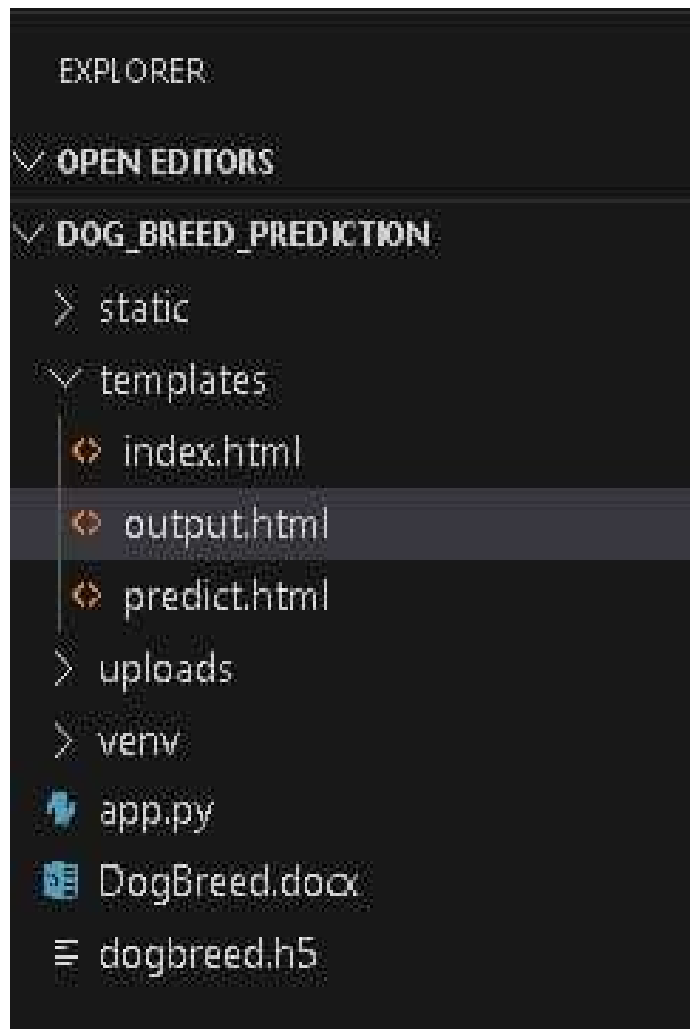 EXPLORER
OPEN EDITORS
DOG_BREED_PREDICTION
static
templates
index.html
output.html
predict.html
uploads
venv
app.py
DogBreed.docx
dogbreed.h5